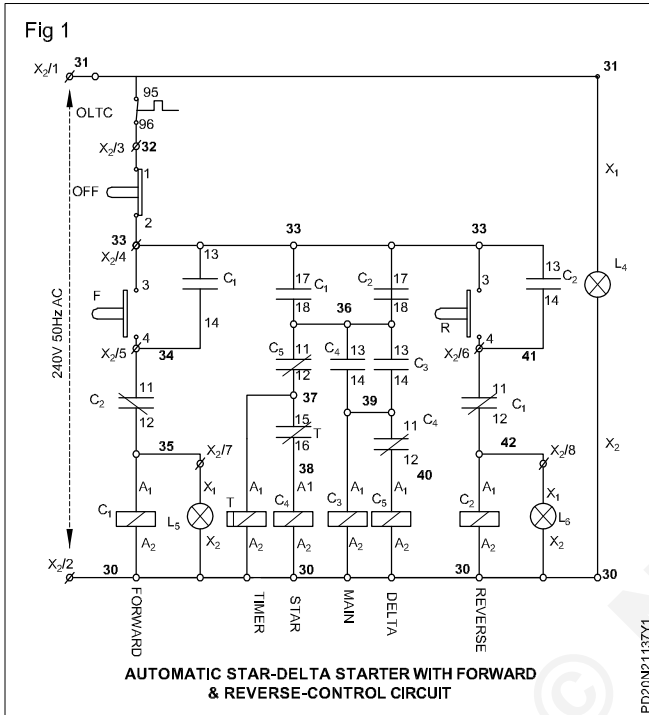 Fig 1
31
31
X2/1
95
OLTC
96
X2/3 32
X1
1
OFF
2
33
33
33
X2/4
13
17
17
3
13
C1
C1
C2
C2
L4
3
14
18
18
14
F
36
R
4
14
4
X2/5 34
X2/6 41
C5 11
C4 13
13
12
14
14
C3
240V 50Hz AC
11
C2
12
37
39
11
C1
12
15
T
16
C4
11
12
35
X2/7
38
40
42
X2/8
X2
A1
X1
A1
A1
A1
A1
A1
X1
C1
L5
T
C4
C3
C5
C2
L6
A2
X2
A2
A2
A2
A2
A2
X2
X2/2
30
30
30
30
FORWARD
TIMER
STAR
MAIN
DELTA
REVERSE
AUTOMATIC STAR-DELTA STARTER WITH FORWARD
& REVERSE-CONTROL CIRCUIT
PD20N21137Y1
©